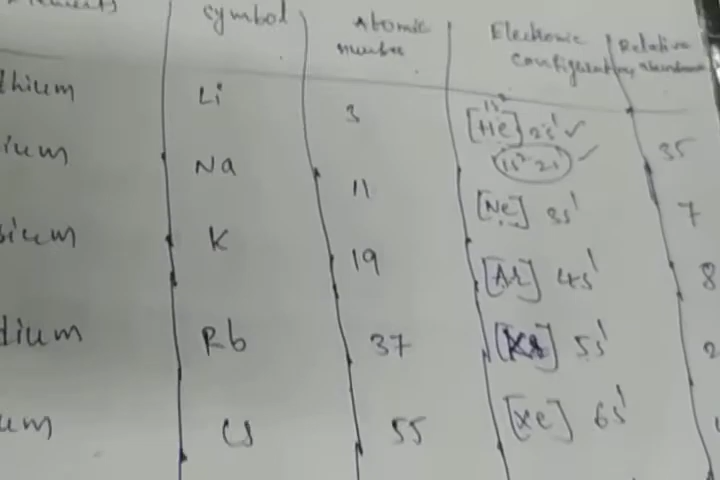 Symbol Atomic number Electronic configuration, Relative abundance
thium Li 3 [He] 2s¹ ✓ 35
1s²
1s² 2s¹ ✓
ium Na 11 [Ne] 3s¹ 7
sium K 19 [Ar] 4s¹ 8
dium Rb 37 [Kr] 5s¹ 2
um Cs 55 [Xe] 6s¹